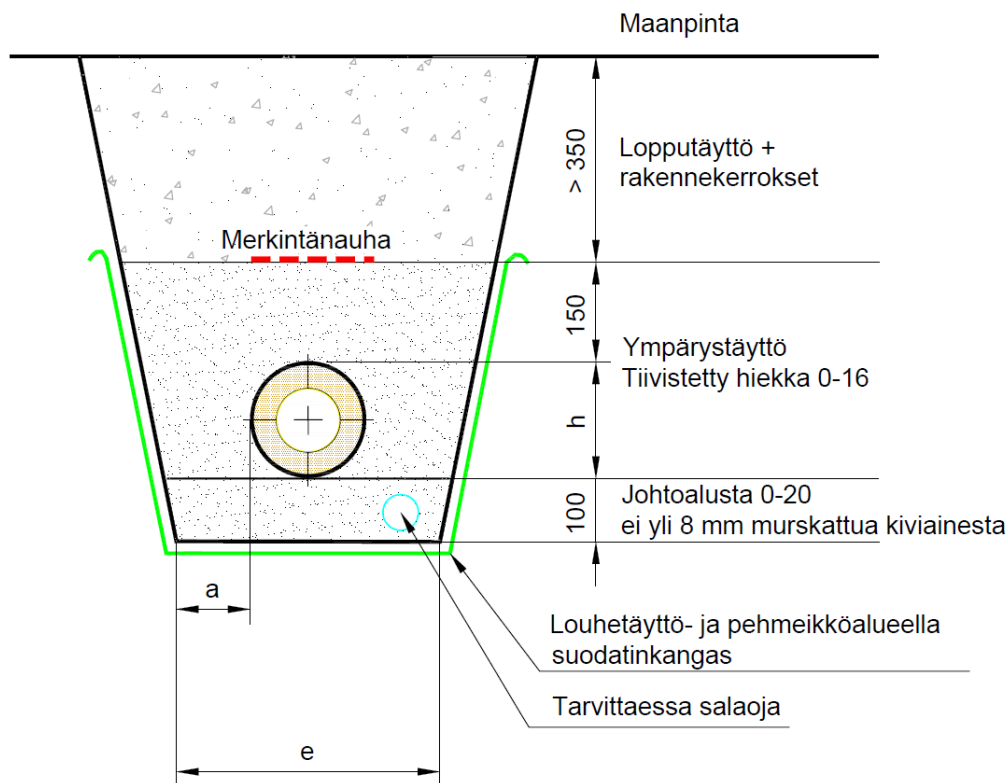 Maanpinta
> 350
Lopputäyttö +
rakennekerrokset
Merkintänauha
150
Ympärystäyttö
Tiivistetty hiekka 0-16
h
100
Johtoalusta 0-20
ei yli 8 mm murskattua kiviainesta
a
Louhetäyttö- ja pehmeikköalueella
suodatinkangas
Tarvittaessa salaoja
e